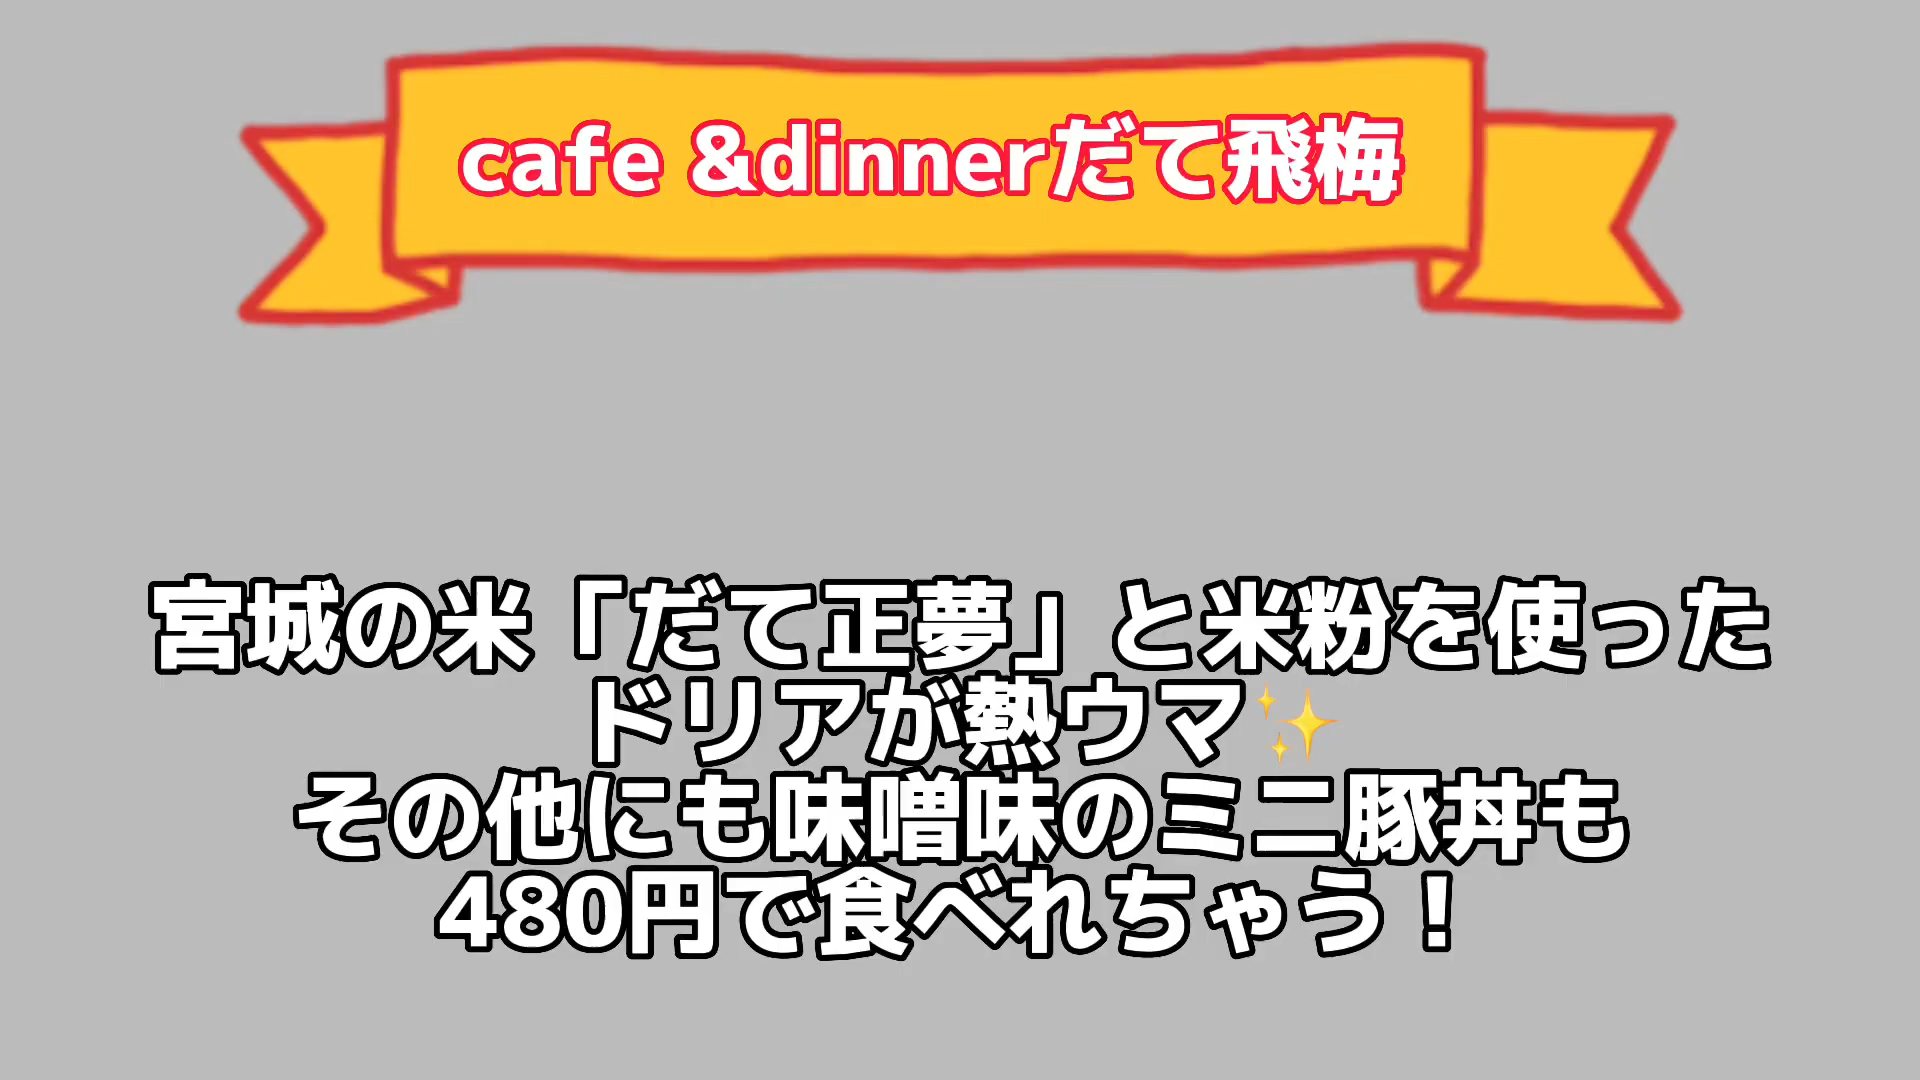 cafe &dinnerだて飛梅
宮城の米「だて正夢」と米粉を使った
ドリアが熱ウマ✨
その他にも味噌味のミニ豚丼も
480円で食べれちゃう！